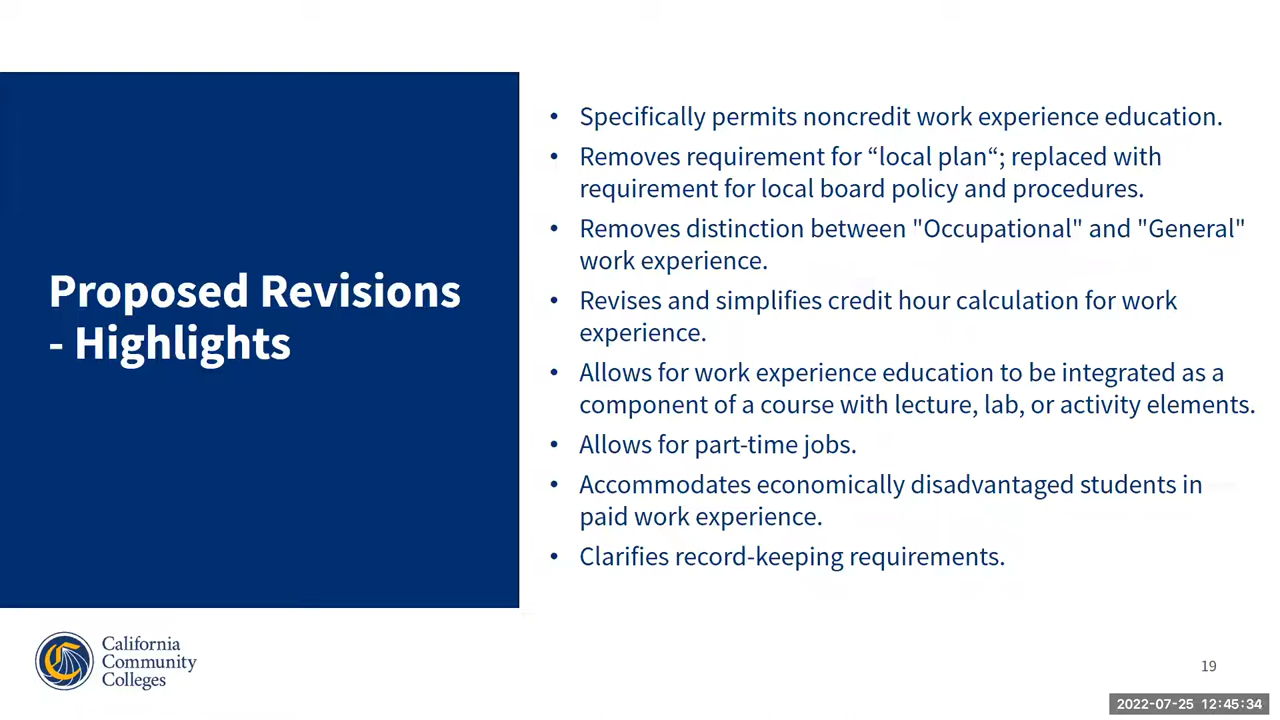 Proposed Revisions
- Highlights
• Specifically permits noncredit work experience education.
• Removes requirement for “local plan“; replaced with
requirement for local board policy and procedures.
• Removes distinction between "Occupational" and "General"
work experience.
• Revises and simplifies credit hour calculation for work
experience.
• Allows for work experience education to be integrated as a
component of a course with lecture, lab, or activity elements.
• Allows for part-time jobs.
• Accommodates economically disadvantaged students in
paid work experience.
• Clarifies record-keeping requirements.
California
Community
Colleges
19
2022-07-25 12:45:34